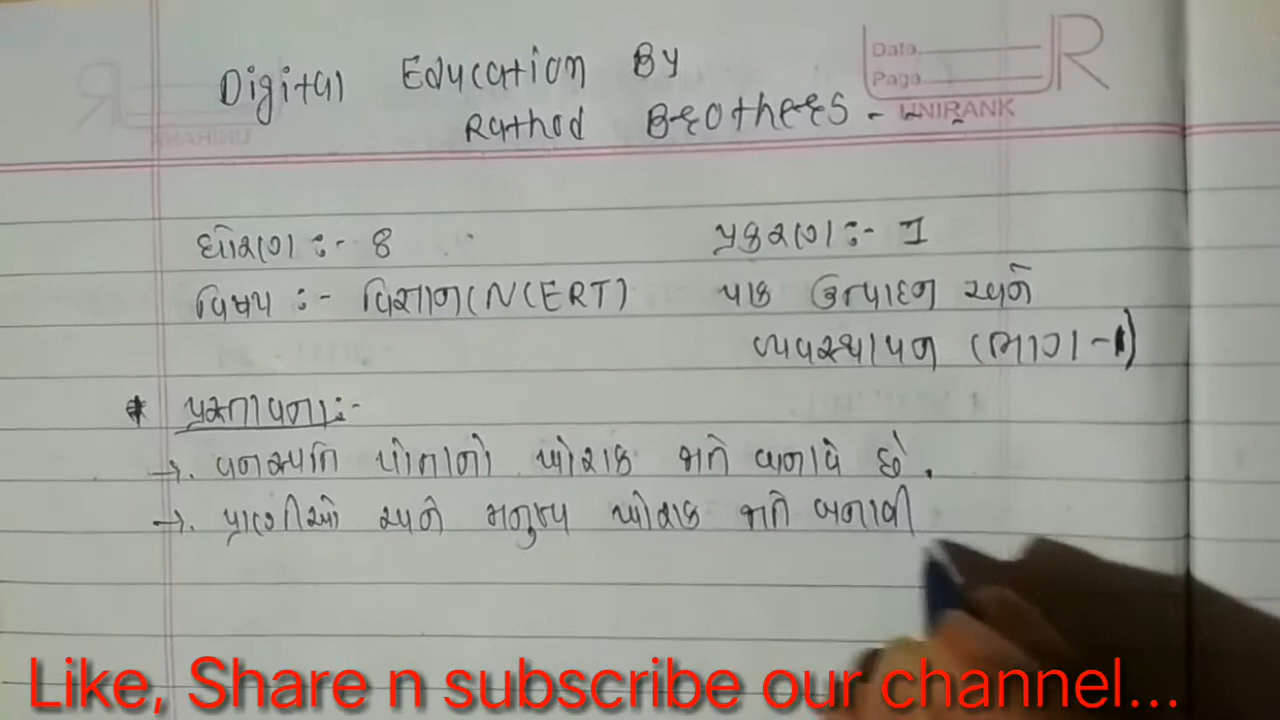 Digital Education By
Rathod Brothers.
Date
Page
UNIRANK
ધોરણ :- 8
પ્રકરણ :- 1
વિષય :- વિજ્ઞાન (NCERT)
પાક ઉત્પાદન અને
વ્યવસ્થાપન (ભાગ-1)
* પ્રસ્તાવના :-
→. વનસ્પતિ પોતાનો ખોરાક જાતે બનાવે છે.
→. પ્રાણીઓ અને મનુષ્ય ખોરાક જાતે બનાવી
Like, Share n subscribe our channel...